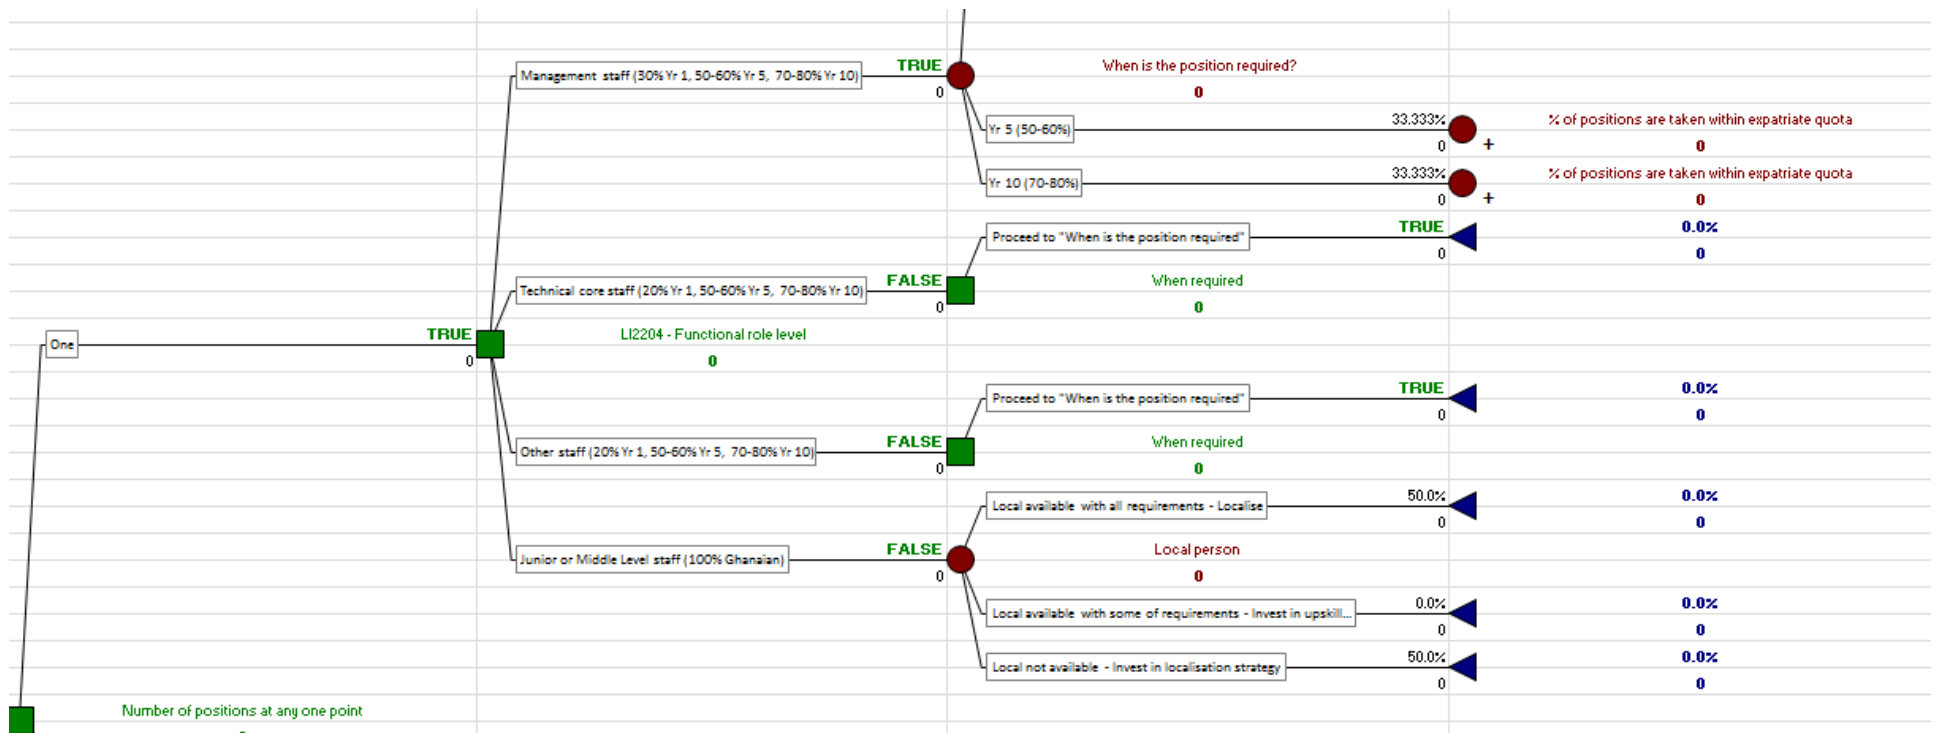 TRUE
When is the position required?
Management staff (30% Yr 1, 50-60% Yr 5, 70-80% Yr 10)
0
0
33.333%
% of positions are taken within expatriate quota
Yr 5 (50-60%)
0
+
0
33.333%
% of positions are taken within expatriate quota
Yr 10 (70-80%)
0
+
0
TRUE
0.0%
Proceed to "When is the position required"
0
0
FALSE
When required
Technical core staff (20% Yr 1, 50-60% Yr 5, 70-80% Yr 10)
0
0
TRUE
LI2204 - Functional role level
One
0
0
TRUE
0.0%
Proceed to "When is the position required"
0
0
FALSE
When required
Other staff (20% Yr 1, 50-60% Yr 5, 70-80% Yr 10)
0
0
50.0%
0.0%
Local available with all requirements - Localise
0
0
FALSE
Local person
Junior or Middle Level staff (100% Ghanaian)
0
0
0.0%
0.0%
Local available with some of requirements - Invest in upskill...
0
0
50.0%
0.0%
Local not available - Invest in localisation strategy
0
0
Number of positions at any one point